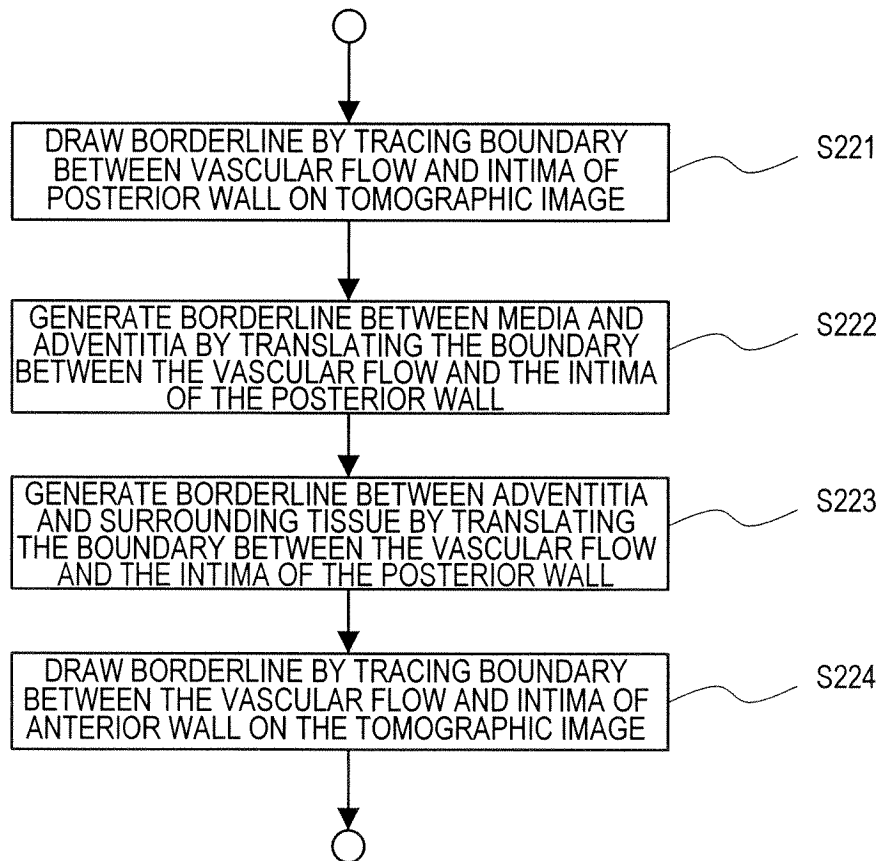 DRAW BORDERLINE BY TRACING BOUNDARY
BETWEEN VASCULAR FLOW AND INTIMA OF
POSTERIOR WALL ON TOMOGRAPHIC IMAGE
S221
GENERATE BORDERLINE BETWEEN MEDIA AND
ADVENTITIA BY TRANSLATING THE BOUNDARY
BETWEEN THE VASCULAR FLOW AND THE INTIMA
OF THE POSTERIOR WALL
S222
GENERATE BORDERLINE BETWEEN ADVENTITIA
AND SURROUNDING TISSUE BY TRANSLATING
THE BOUNDARY BETWEEN THE VASCULAR FLOW
AND THE INTIMA OF THE POSTERIOR WALL
S223
DRAW BORDERLINE BY TRACING BOUNDARY
BETWEEN THE VASCULAR FLOW AND INTIMA OF
ANTERIOR WALL ON THE TOMOGRAPHIC IMAGE
S224